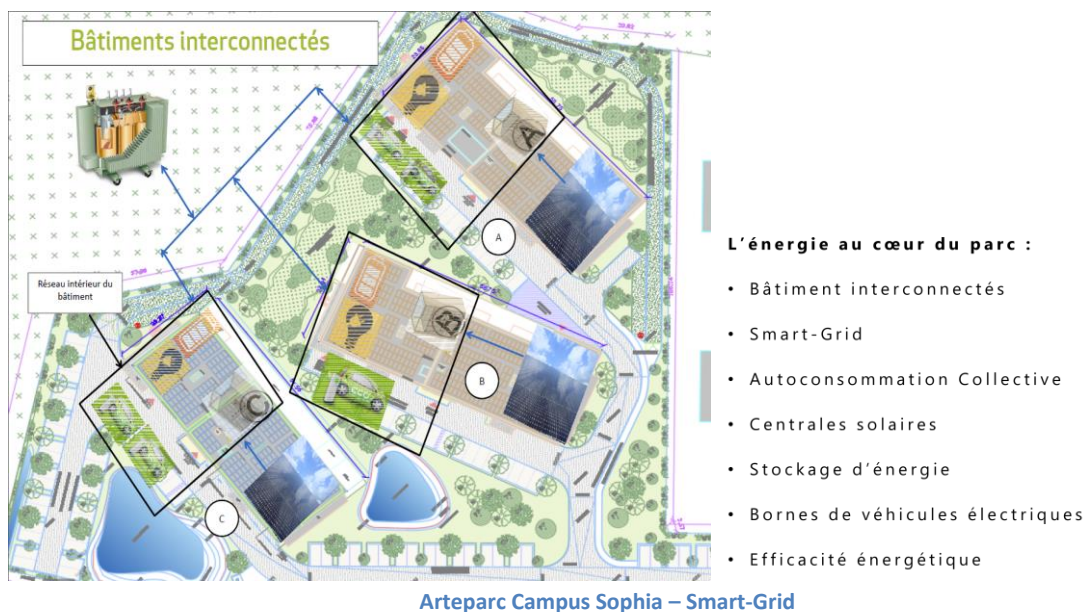 Bâtiments interconnectés
Réseau intérieur du
bâtiment
A
A
B
B
C
C
L'énergie au cœur du parc :
• Bâtiment interconnectés
• Smart-Grid
• Autoconsommation Collective
• Centrales solaires
• Stockage d'énergie
• Bornes de véhicules électriques
• Efficacité énergétique
Arteparc Campus Sophia – Smart-Grid